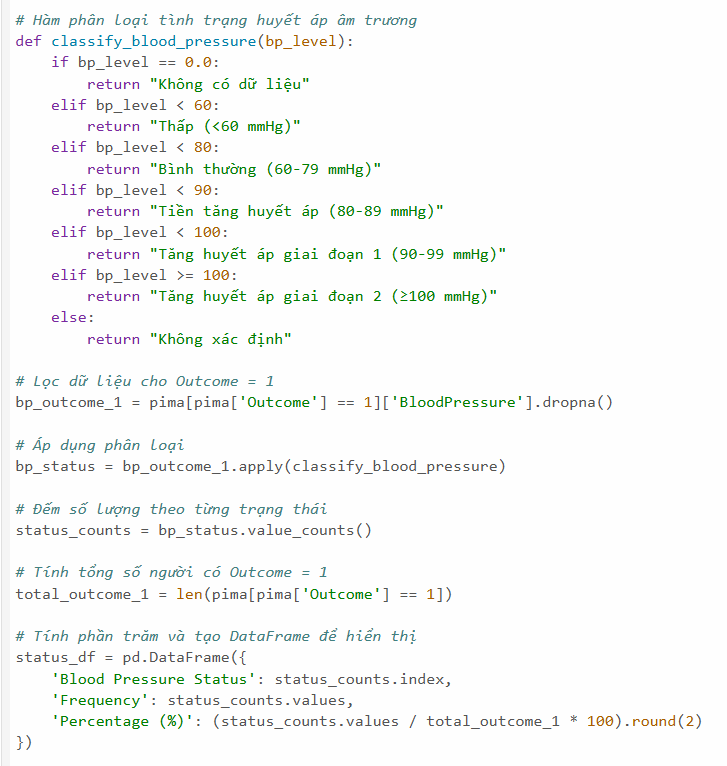 # Hàm phân loại tình trạng huyết áp âm trương
def classify_blood_pressure(bp_level):
    if bp_level == 0.0:
        return "Không có dữ liệu"
    elif bp_level < 60:
        return "Thấp (<60 mmHg)"
    elif bp_level < 80:
        return "Bình thường (60-79 mmHg)"
    elif bp_level < 90:
        return "Tiền tăng huyết áp (80-89 mmHg)"
    elif bp_level < 100:
        return "Tăng huyết áp giai đoạn 1 (90-99 mmHg)"
    elif bp_level >= 100:
        return "Tăng huyết áp giai đoạn 2 (≥100 mmHg)"
    else:
        return "Không xác định"

# Lọc dữ liệu cho Outcome = 1
bp_outcome_1 = pima[pima['Outcome'] == 1]['BloodPressure'].dropna()

# Áp dụng phân loại
bp_status = bp_outcome_1.apply(classify_blood_pressure)

# Đếm số lượng theo từng trạng thái
status_counts = bp_status.value_counts()

# Tính tổng số người có Outcome = 1
total_outcome_1 = len(pima[pima['Outcome'] == 1])

# Tính phần trăm và tạo DataFrame để hiển thị
status_df = pd.DataFrame({
    'Blood Pressure Status': status_counts.index,
    'Frequency': status_counts.values,
    'Percentage (%)': (status_counts.values / total_outcome_1 * 100).round(2)
})